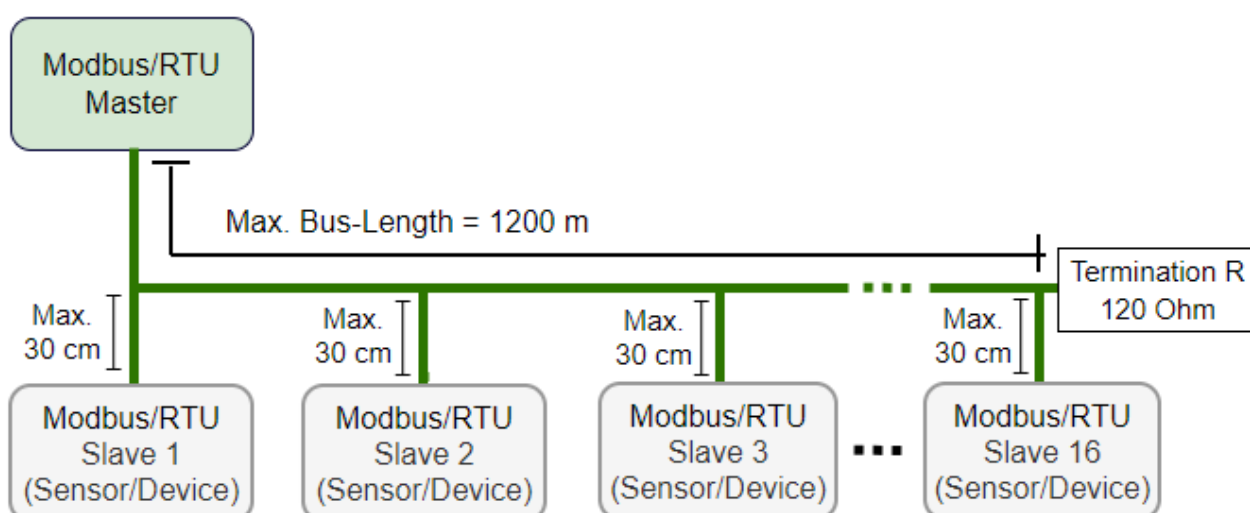 Modbus/RTU
Master
Max. Bus-Length = 1200 m
Termination R
120 Ohm
Max.
30 cm
Max.
30 cm
Max.
30 cm
Max.
30 cm
Modbus/RTU
Slave 1
(Sensor/Device)
Modbus/RTU
Slave 2
(Sensor/Device)
Modbus/RTU
Slave 3
(Sensor/Device)
Modbus/RTU
Slave 16
(Sensor/Device)